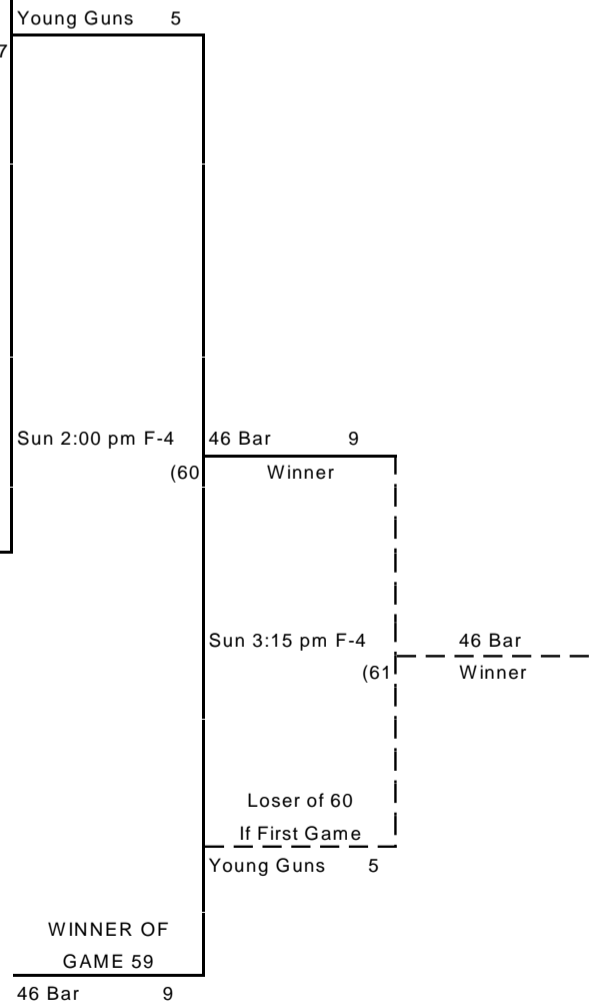 Young Guns 5
7
Sun 2:00 pm F-4 46 Bar 9
(60 Winner
Sun 3:15 pm F-4 46 Bar
(61 Winner
Loser of 60
If First Game
Young Guns 5
WINNER OF
GAME 59
46 Bar 9